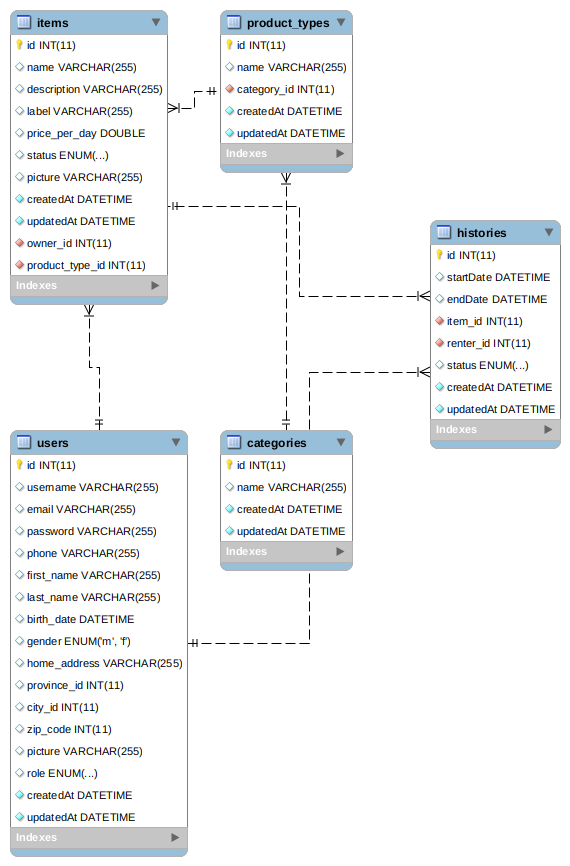 items
id INT(11)
name VARCHAR(255)
description VARCHAR(255)
label VARCHAR(255)
price_per_day DOUBLE
status ENUM(...)
picture VARCHAR(255)
createdAt DATETIME
updatedAt DATETIME
owner_id INT(11)
product_type_id INT(11)
Indexes
product_types
id INT(11)
name VARCHAR(255)
category_id INT(11)
createdAt DATETIME
updatedAt DATETIME
Indexes
histories
id INT(11)
startDate DATETIME
endDate DATETIME
item_id INT(11)
renter_id INT(11)
status ENUM(...)
createdAt DATETIME
updatedAt DATETIME
Indexes
users
id INT(11)
username VARCHAR(255)
email VARCHAR(255)
password VARCHAR(255)
phone VARCHAR(255)
first_name VARCHAR(255)
last_name VARCHAR(255)
birth_date DATETIME
gender ENUM('m', 'f')
home_address VARCHAR(255)
province_id INT(11)
city_id INT(11)
zip_code INT(11)
picture VARCHAR(255)
role ENUM(...)
createdAt DATETIME
updatedAt DATETIME
Indexes
categories
id INT(11)
name VARCHAR(255)
createdAt DATETIME
updatedAt DATETIME
Indexes